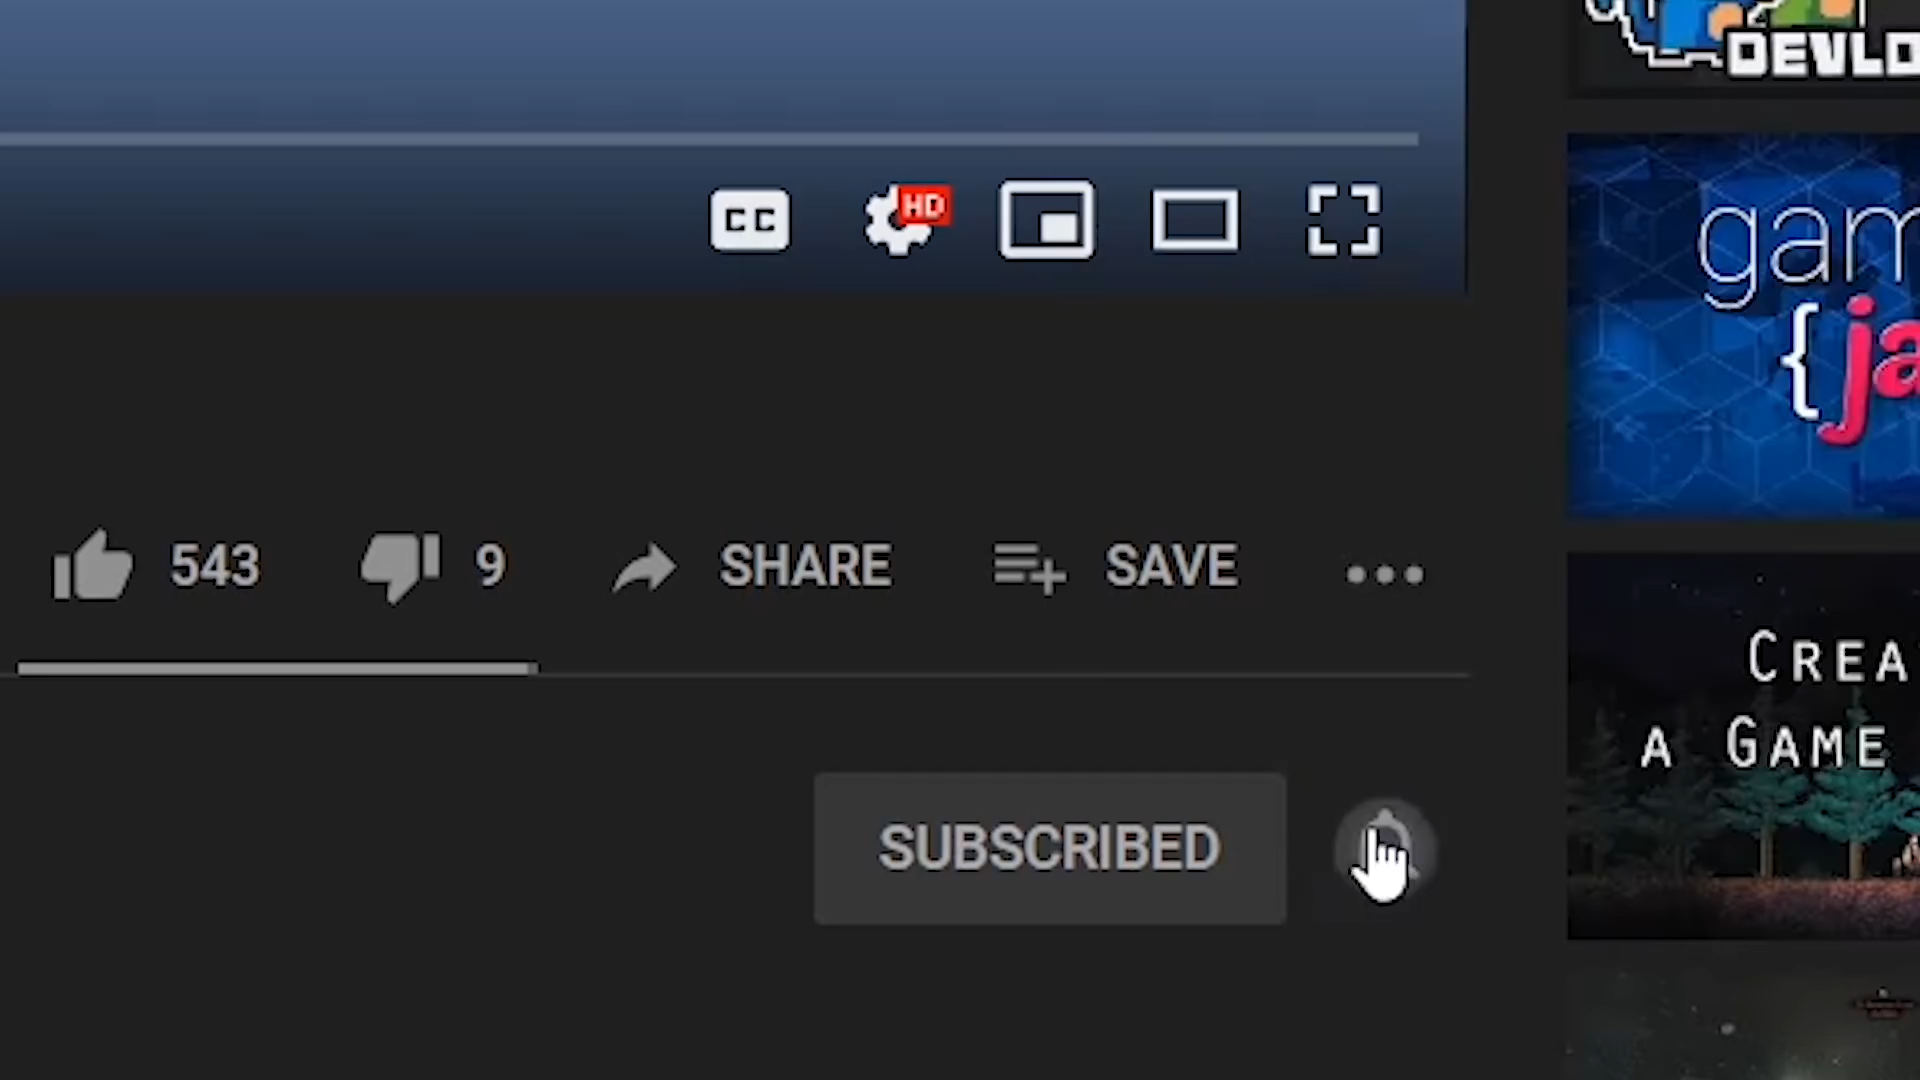 DEVLO
CC
HD
gam
{ja
543
9
SHARE
SAVE
CREA
A GAME
SUBSCRIBED